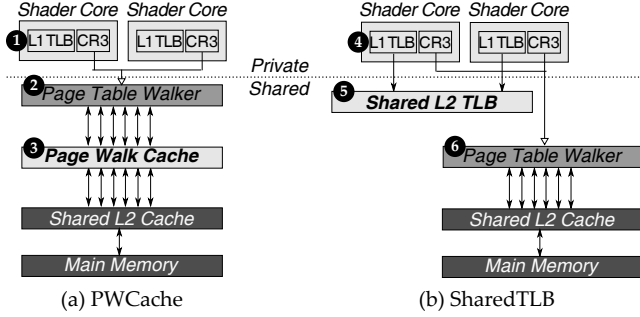 Shader Core Shader Core
1 L1 TLB CR3 L1 TLB CR3
Private
Shared
2 Page Table Walker
3 Page Walk Cache
Shared L2 Cache
Main Memory
(a) PWCache
Shader Core Shader Core
4 L1 TLB CR3 L1 TLB CR3
5 Shared L2 TLB
6 Page Table Walker
Shared L2 Cache
Main Memory
(b) SharedTLB